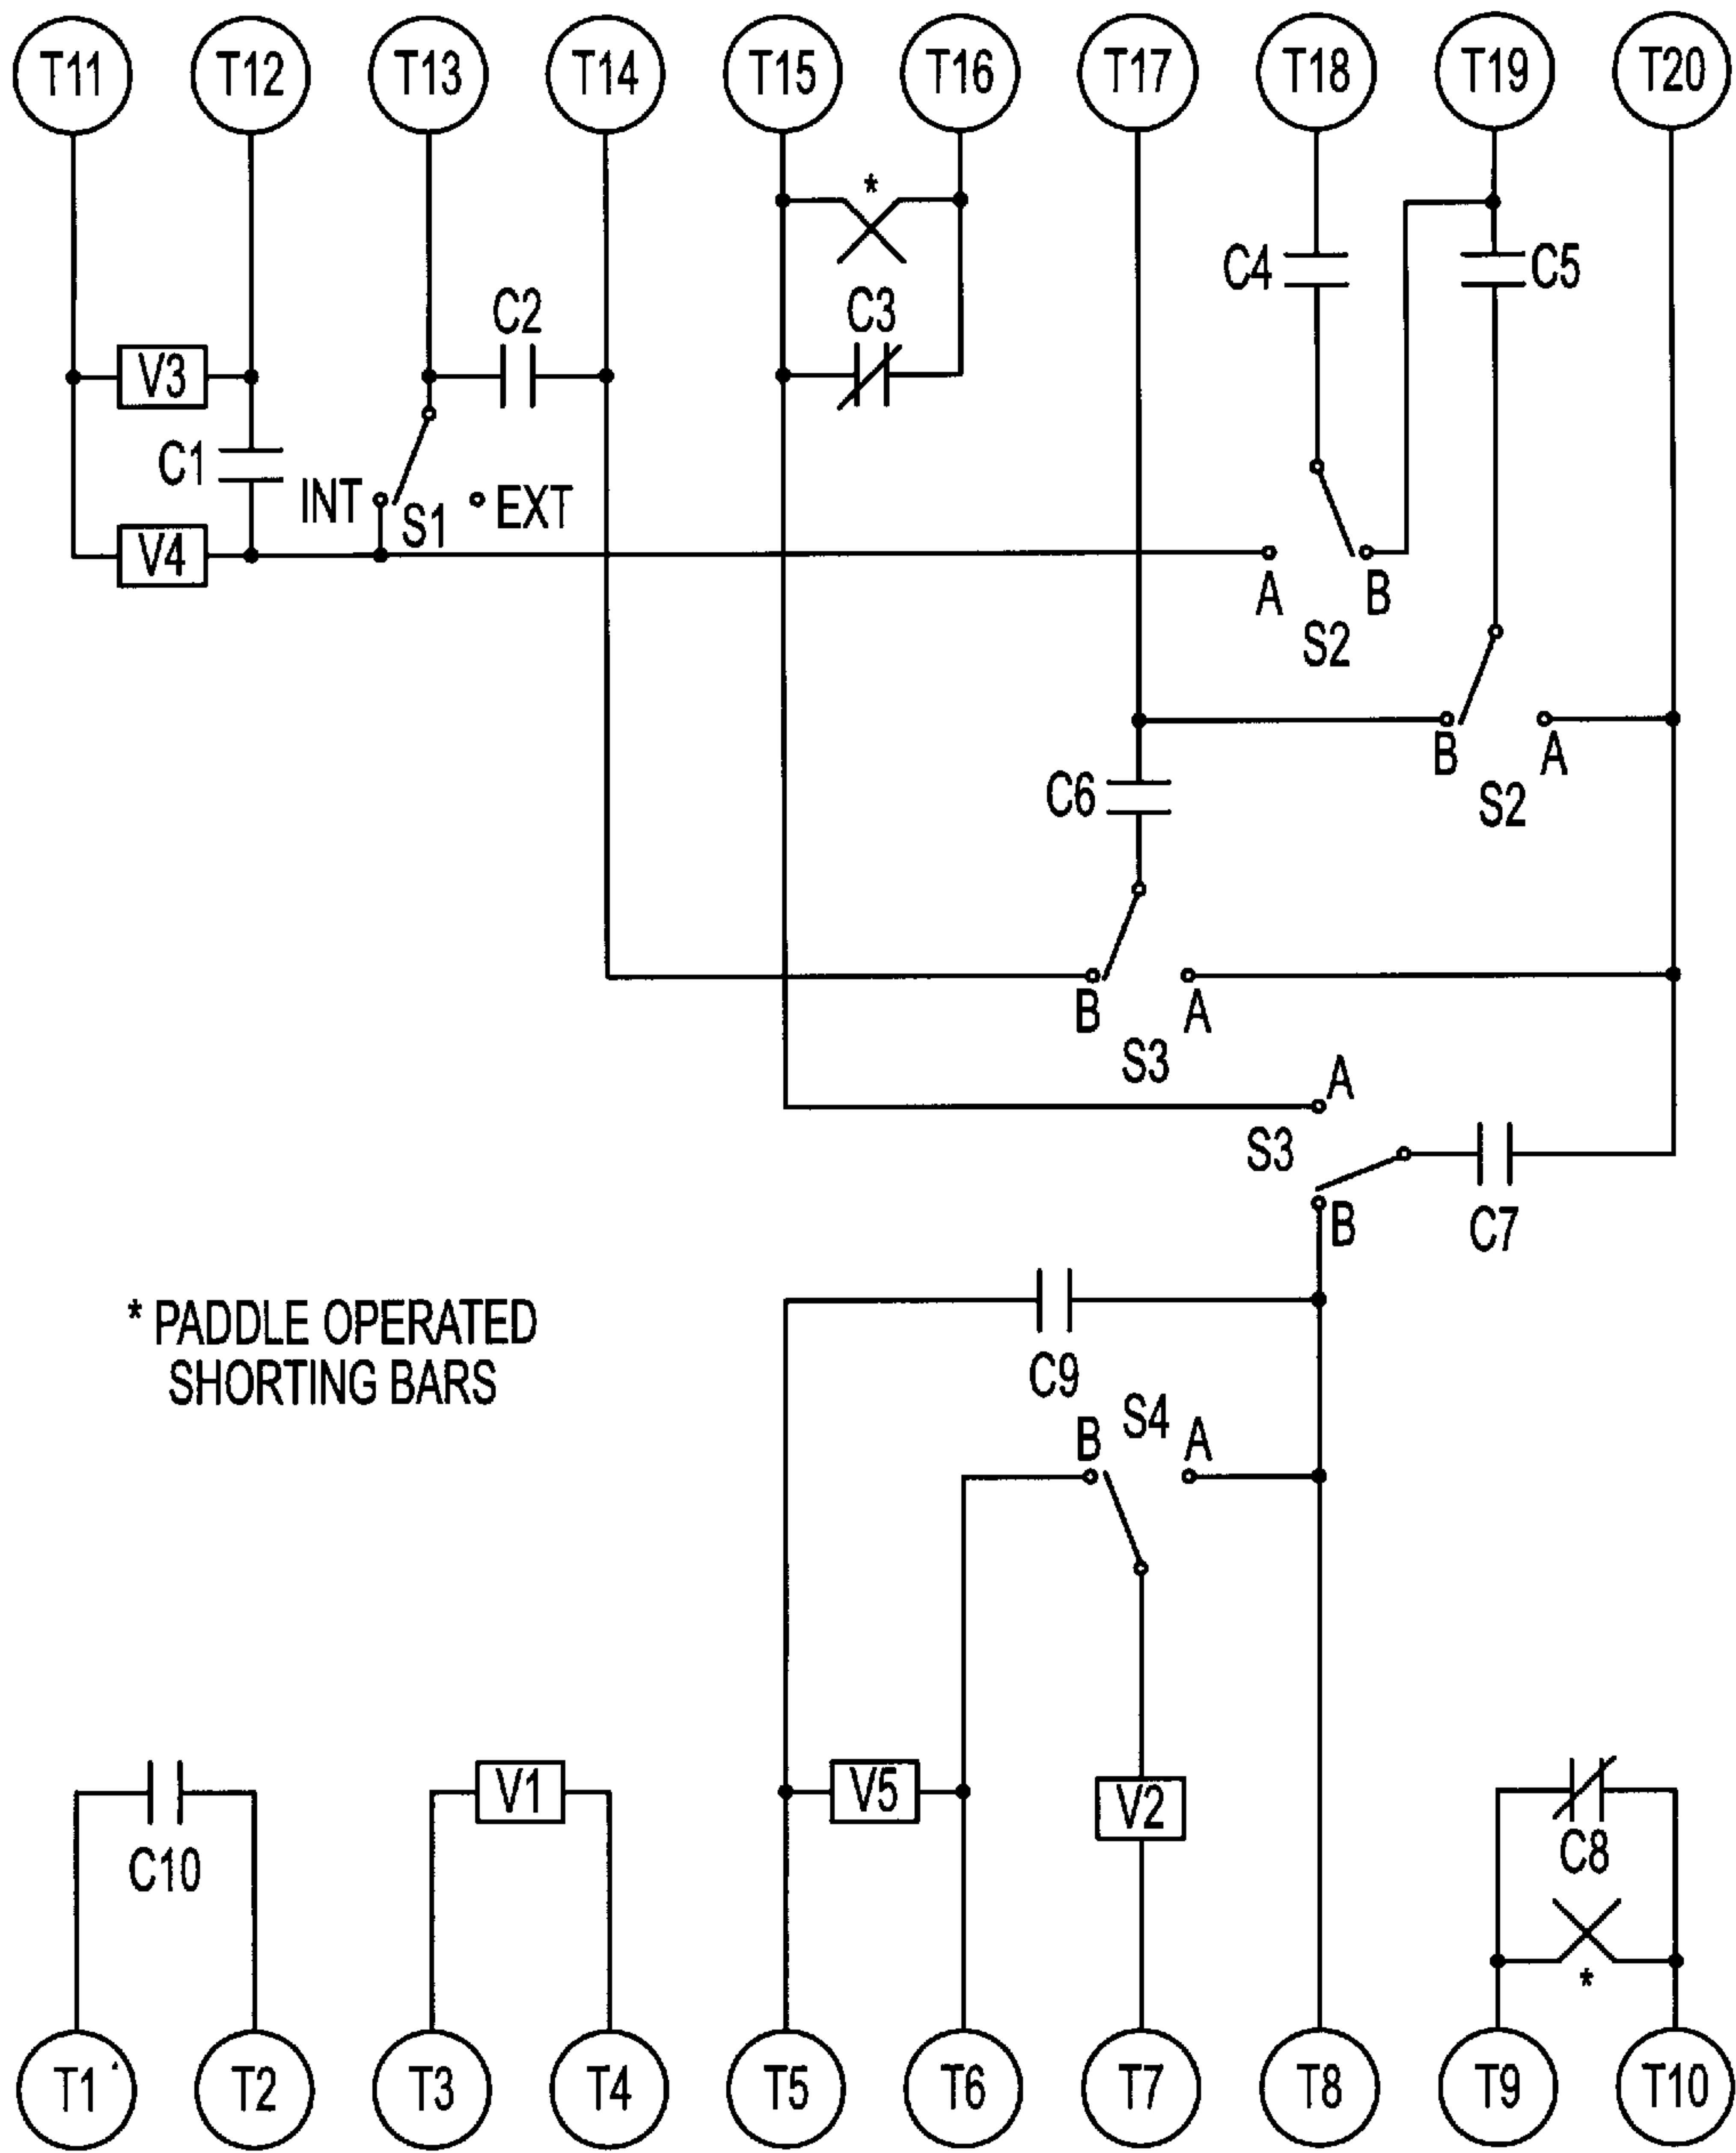 T11 T12 T13 T14 T15 T16 T17 T18 T19 T20
*
C4 C5
C2 C3
V3
C1
INT S1 EXT
V4
A B
S2
B A
C6
S2
B A
S3
A
S3
B
C7
* PADDLE OPERATED
SHORTING BARS
C9
S4
B A
V1 V5 V2
C10 C8
*
T1 T2 T3 T4 T5 T6 T7 T8 T9 T10